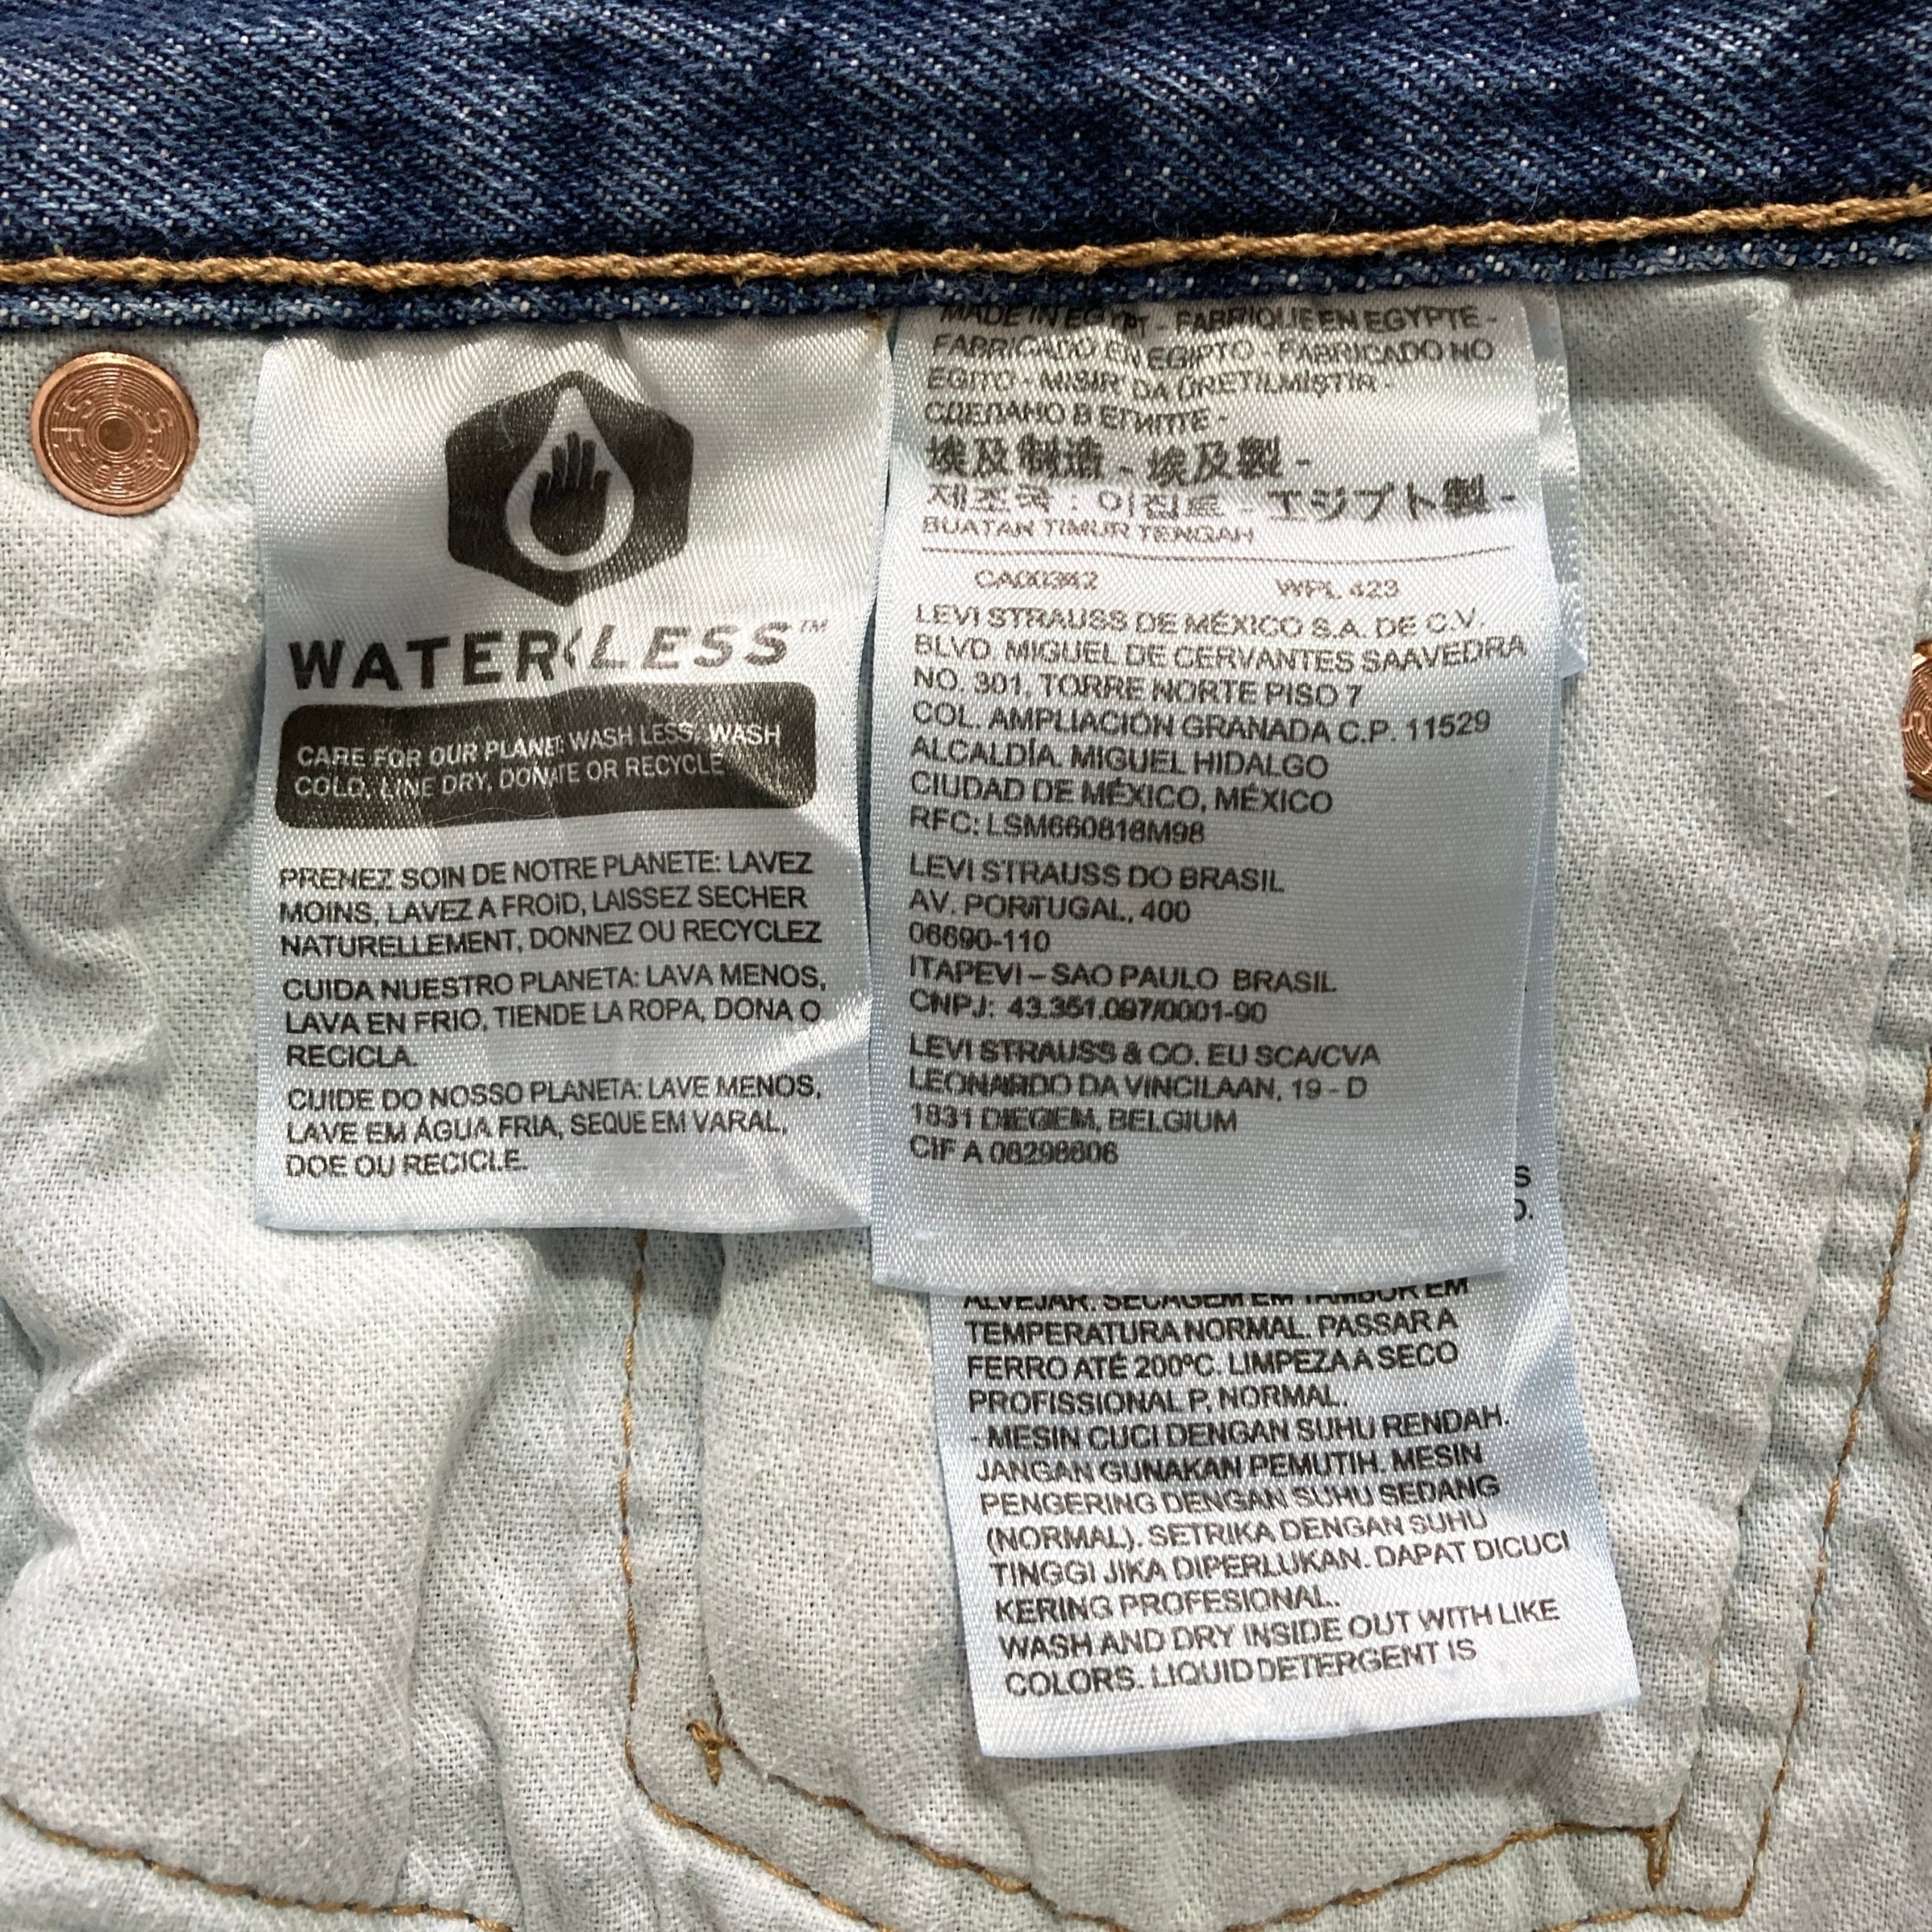 WATER<LESS™
CARE FOR OUR PLANET: WASH LESS, WASH
COLD, LINE DRY, DONATE OR RECYCLE
PRENEZ SOIN DE NOTRE PLANETE: LAVEZ
MOINS, LAVEZ A FROID, LAISSEZ SECHER
NATURELLEMENT, DONNEZ OU RECYCLEZ
CUIDA NUESTRO PLANETA: LAVA MENOS,
LAVA EN FRIO, TIENDE LA ROPA, DONA O
RECICLA.
CUIDE DO NOSSO PLANETA: LAVE MENOS,
LAVE EM ÁGUA FRIA, SEQUE EM VARAL,
DOE OU RECICLE.
MADE IN EGYPT - FABRIQUE EN EGYPTE -
FABRICADO EN EGIPTO - FABRICADO NO
EGITO - MISIR' DA ÜRETİLMİŞTİR -
СДЕЛАНО В ЕГИПТЕ -
埃及制造 - 埃及製 -
제조국 : 이집트 - エジプト製 -
BUATAN TIMUR TENGAH
CA00342 WPL 423
LEVI STRAUSS DE MÉXICO S.A. DE C.V.
BLVD. MIGUEL DE CERVANTES SAAVEDRA
NO. 301, TORRE NORTE PISO 7
COL. AMPLIACIÓN GRANADA C.P. 11529
ALCALDÍA. MIGUEL HIDALGO
CIUDAD DE MÉXICO, MÉXICO
RFC: LSM660818M98
LEVI STRAUSS DO BRASIL
AV. PORTUGAL, 400
06690-110
ITAPEVI – SAO PAULO BRASIL
CNPJ: 43.351.097/0001-90
LEVI STRAUSS & CO. EU SCA/CVA
LEONARDO DA VINCILAAN, 19 - D
1831 DIEGEM, BELGIUM
CIF A 08298606
ALVEJAR. SECAGEM EM TAMBOR EM
TEMPERATURA NORMAL. PASSAR A
FERRO ATÉ 200ºC. LIMPEZA A SECO
PROFISSIONAL P, NORMAL.
- MESIN CUCI DENGAN SUHU RENDAH.
JANGAN GUNAKAN PEMUTIH. MESIN
PENGERING DENGAN SUHU SEDANG
(NORMAL). SETRIKA DENGAN SUHU
TINGGI JIKA DIPERLUKAN. DAPAT DICUCI
KERING PROFESIONAL.
WASH AND DRY INSIDE OUT WITH LIKE
COLORS. LIQUID DETERGENT IS